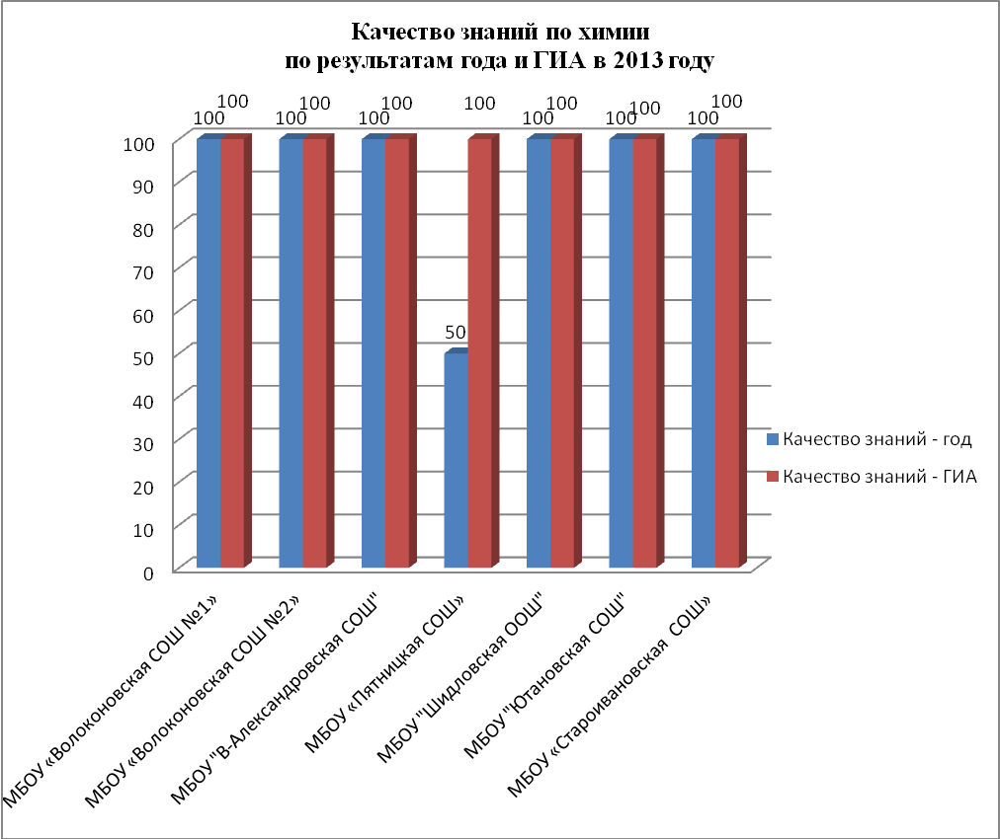 Качество знаний по химии
по результатам года и ГИА в 2013 году
100 100 100 100 100 100 100
100 100 100 100 100 100
50
100
90
80
70
60
50
40
30
20
10
0
Качество знаний - год
Качество знаний - ГИА
МБОУ «Волоконовская СОШ №1»
МБОУ «Волоконовская СОШ №2»
МБОУ "В-Александровская СОШ"
МБОУ «Пятницкая СОШ»
МБОУ "Шидловская ООШ"
МБОУ "Ютановская СОШ"
МБОУ «Староивановская СОШ»